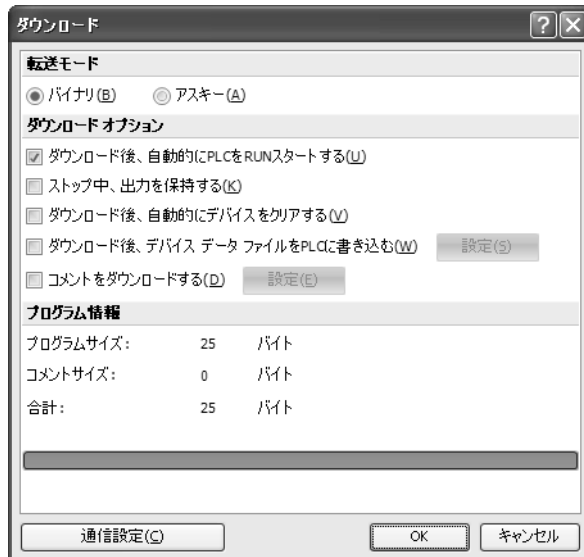 ダウンロード
転送モード
バイナリ(B) アスキー(A)
ダウンロード オプション
ダウンロード後、自動的にPLCをRUNスタートする(U)
ストップ中、出力を保持する(K)
ダウンロード後、自動的にデバイスをクリアする(V)
ダウンロード後、デバイス データ ファイルをPLCに書き込む(W) 設定(S)
コメントをダウンロードする(D) 設定(E)
プログラム情報
プログラムサイズ: 25 バイト
コメントサイズ: 0 バイト
合計: 25 バイト
通信設定(C) OK キャンセル